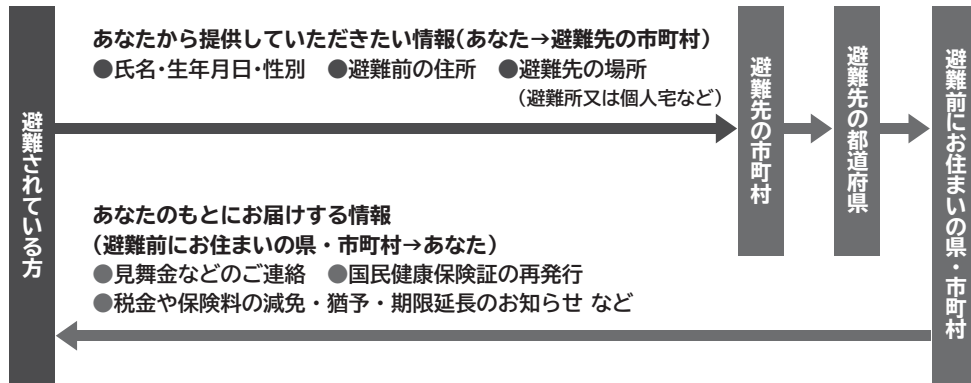 避難されている方
あなたから提供していただきたい情報（あなた→避難先の市町村）
●氏名・生年月日・性別　●避難前の住所　●避難先の場所
（避難所又は個人宅など）
避難先の市町村
避難先の都道府県
避難前にお住まいの県・市町村
あなたのもとにお届けする情報
（避難前にお住まいの県・市町村→あなた）
●見舞金などのご連絡　●国民健康保険証の再発行
●税金や保険料の減免・猶予・期限延長のお知らせ など